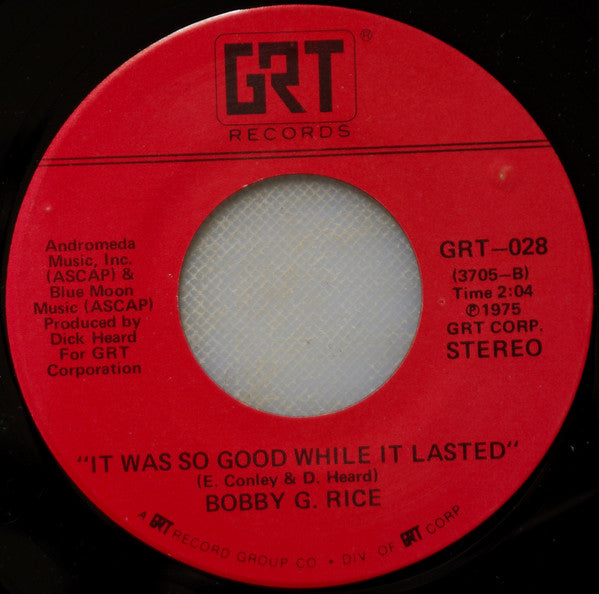 GRT®
RECORDS
Andromeda
Music, Inc.
(ASCAP) &
Blue Moon
Music (ASCAP)
Produced by
Dick Heard
For GRT
Corporation
GRT—028
(3705—B)
Time 2:04
℗1975
GRT CORP.
STEREO
"IT WAS SO GOOD WHILE IT LASTED"
(E. Conley & D. Heard)
BOBBY G. RICE
A GRT RECORD GROUP CO • DIV. OF GRT CORP.